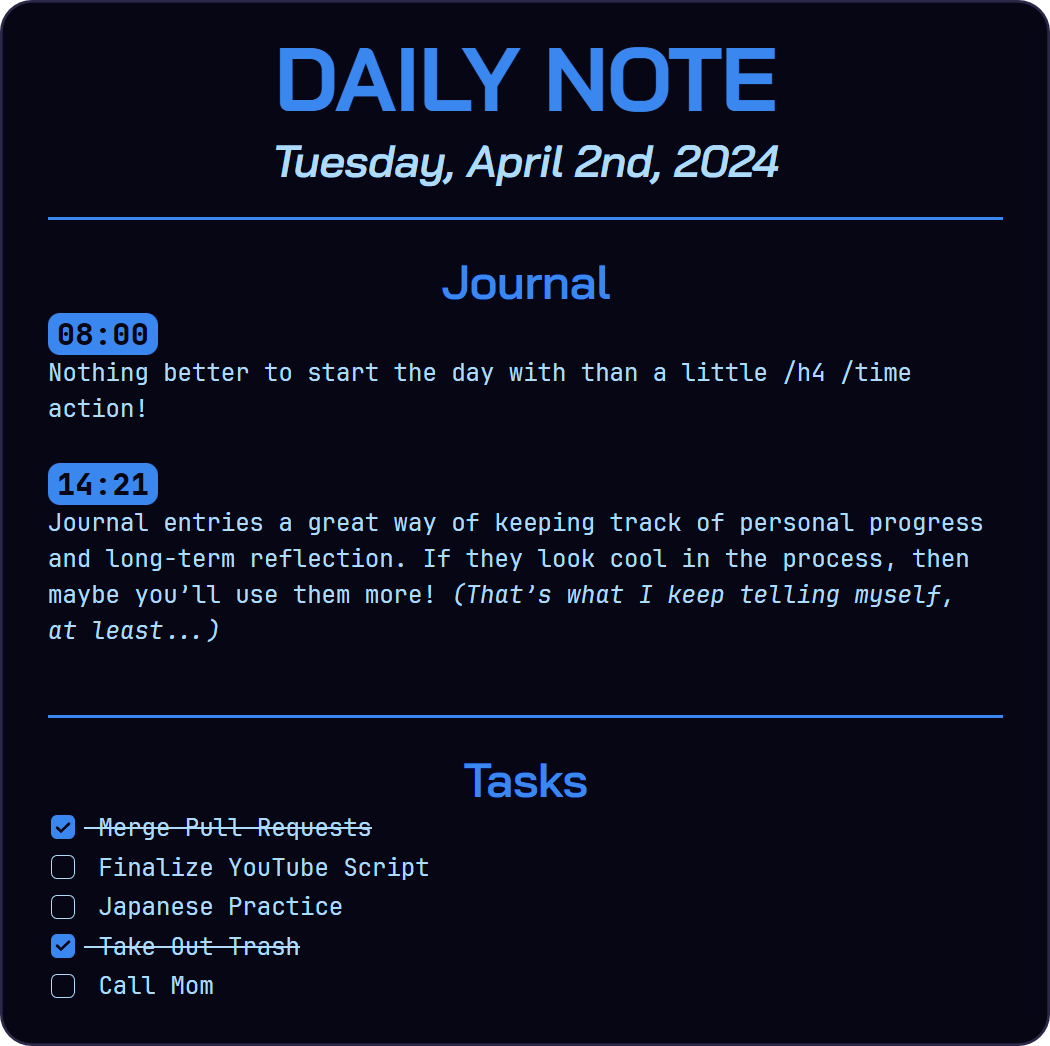 DAILY NOTE
Tuesday, April 2nd, 2024
Journal
08:00
Nothing better to start the day with than a little /h4 /time
action!
14:21
Journal entries a great way of keeping track of personal progress
and long-term reflection. If they look cool in the process, then
maybe you’ll use them more! (That’s what I keep telling myself,
at least...)
Tasks
Merge Pull Requests
Finalize YouTube Script
Japanese Practice
Take Out Trash
Call Mom